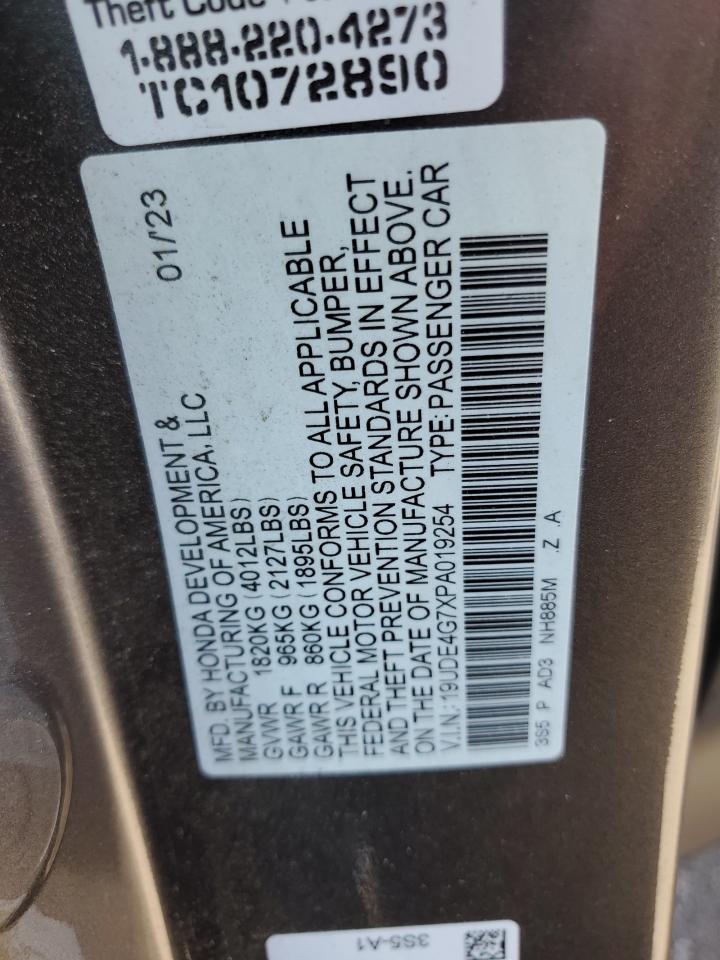 Theft Code
1-888-220-4273
TC1072890
MFD. BY HONDA DEVELOPMENT & 01/'23
MANUFACTURING OF AMERICA, LLC
GVWR 1820KG (4012LBS)
GAWR F 965KG (2127LBS)
GAWR R 860KG (1895LBS)
THIS VEHICLE CONFORMS TO ALL APPLICABLE
FEDERAL MOTOR VEHICLE SAFETY, BUMPER,
AND THEFT PREVENTION STANDARDS IN EFFECT
ON THE DATE OF MANUFACTURE SHOWN ABOVE.
V.I.N.: 19UDE4G7XPA019254 TYPE: PASSENGER CAR
3S5 P AD3 NH885M .Z .A
3S5-A1